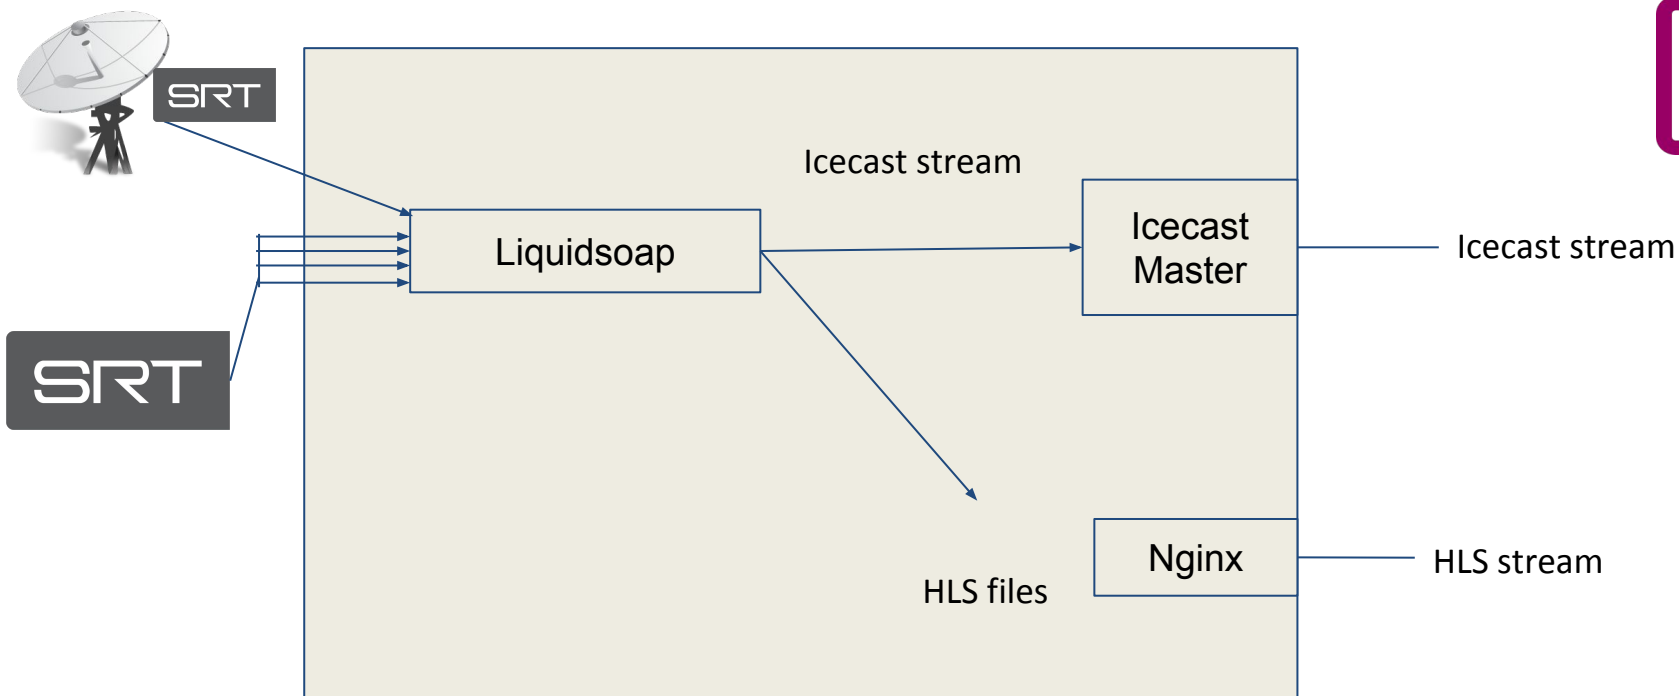 SRT
Icecast stream
Liquidsoap
Icecast
Master
Icecast stream
SRT
Nginx
HLS stream
HLS files